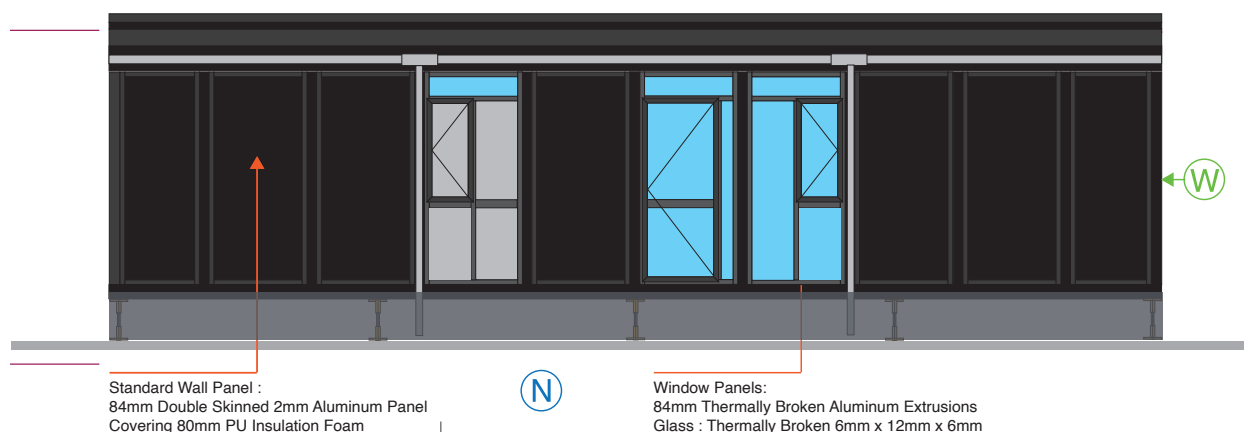 W
Standard Wall Panel :
84mm Double Skinned 2mm Aluminum Panel
Covering 80mm PU Insulation Foam
N
Window Panels:
84mm Thermally Broken Aluminum Extrusions
Glass : Thermally Broken 6mm x 12mm x 6mm